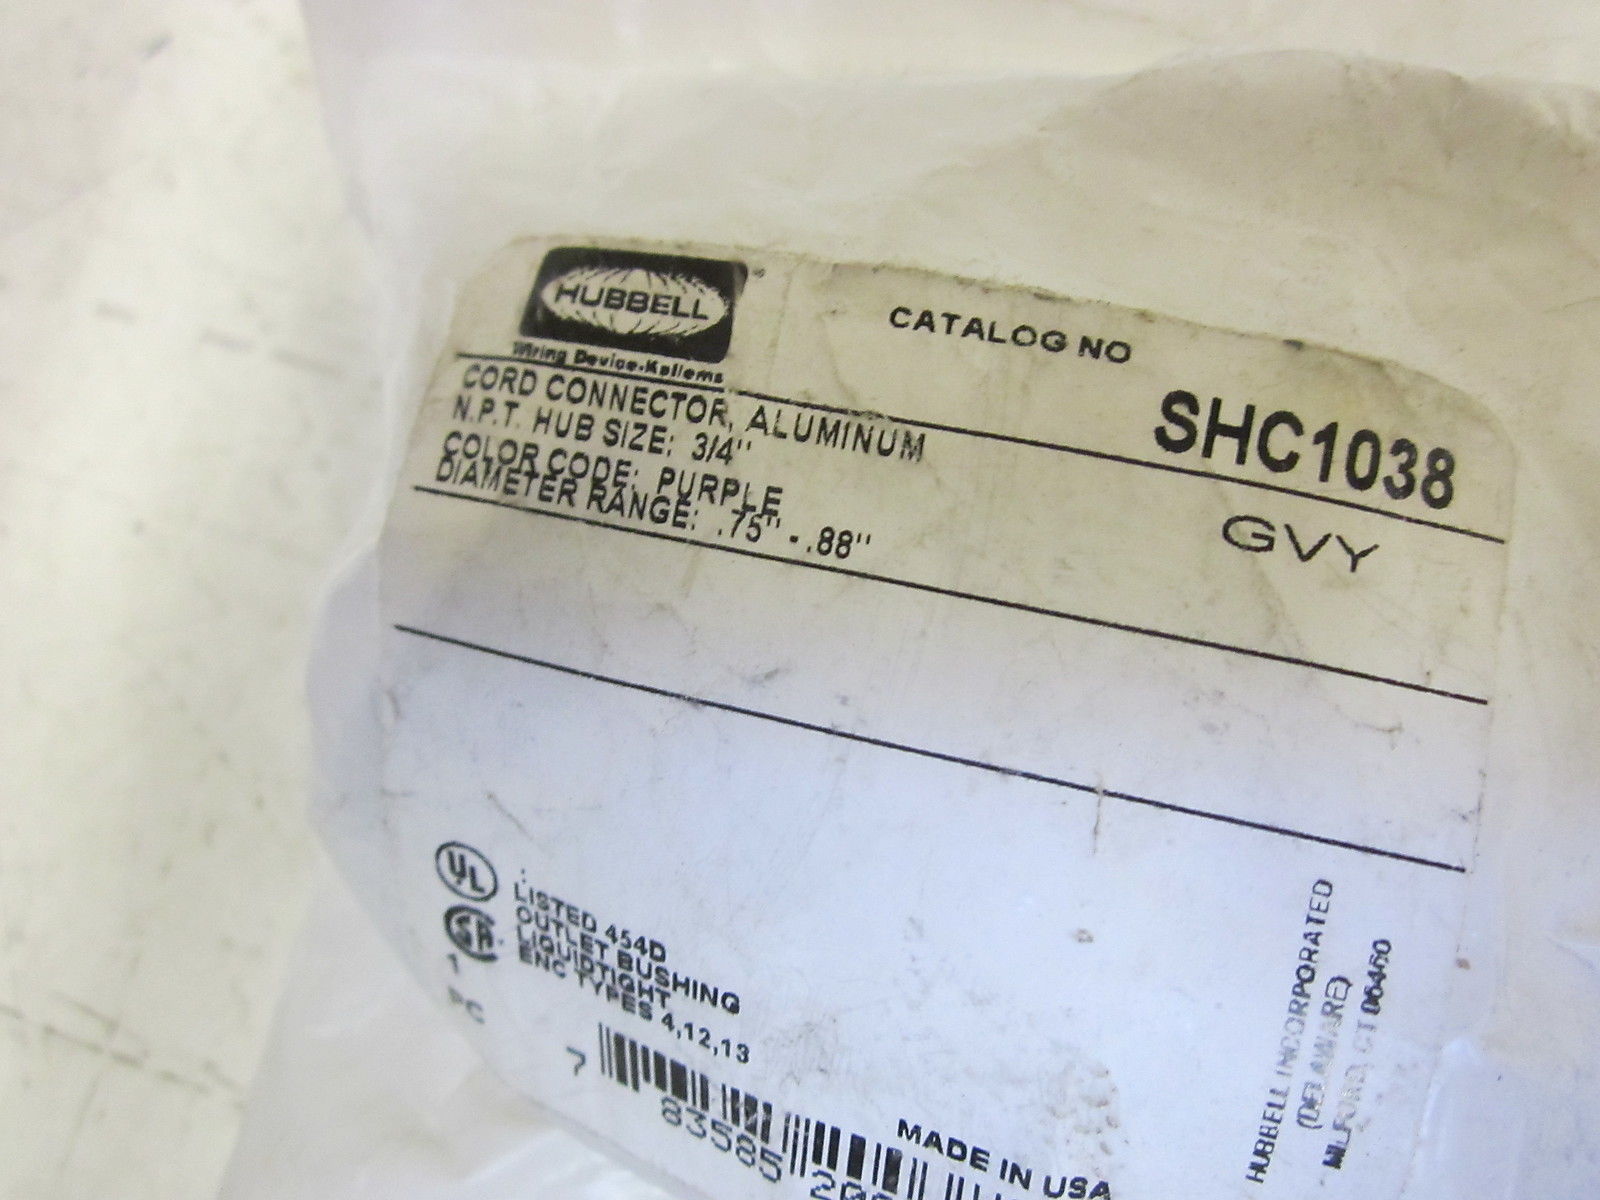 HUBBELL
Wiring Device-Kellems
CATALOG NO
SHC1038
CORD CONNECTOR, ALUMINUM
N.P.T. HUB SIZE: 3/4"
COLOR CODE: PURPLE
DIAMETER RANGE: .75" - .88"
GVY
UL
LISTED 454D
OUTLET BUSHING
LIQUIDTIGHT
ENC TYPES 4,12,13
1
PC
7 83585
MADE IN USA
HUBBELL INCORPORATED
(DELAWARE)
MILFORD, CT 06460